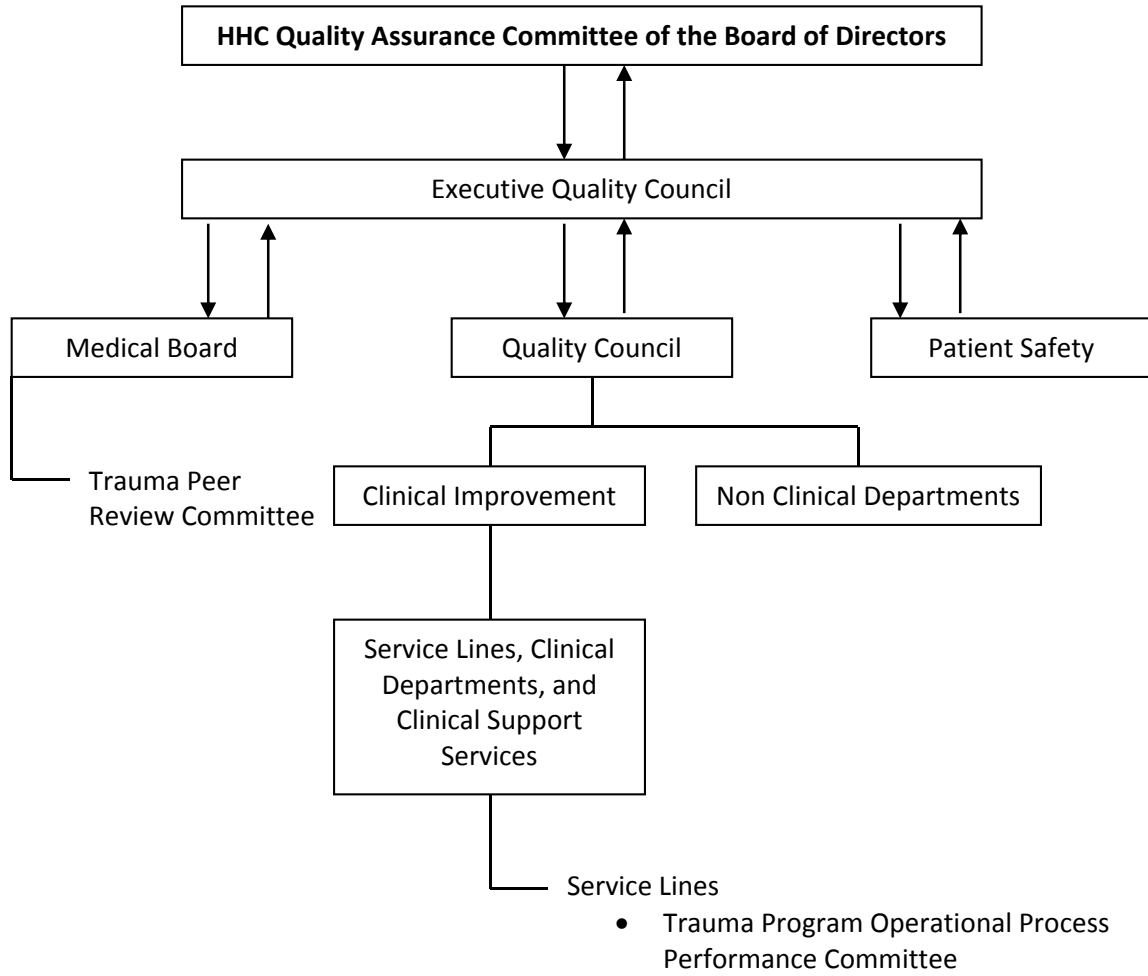 HHC Quality Assurance Committee of the Board of Directors
Executive Quality Council
Medical Board
Quality Council
Patient Safety
Trauma Peer
Review Committee
Clinical Improvement
Non Clinical Departments
Service Lines, Clinical
Departments, and
Clinical Support
Services
Service Lines
• Trauma Program Operational Process
Performance Committee